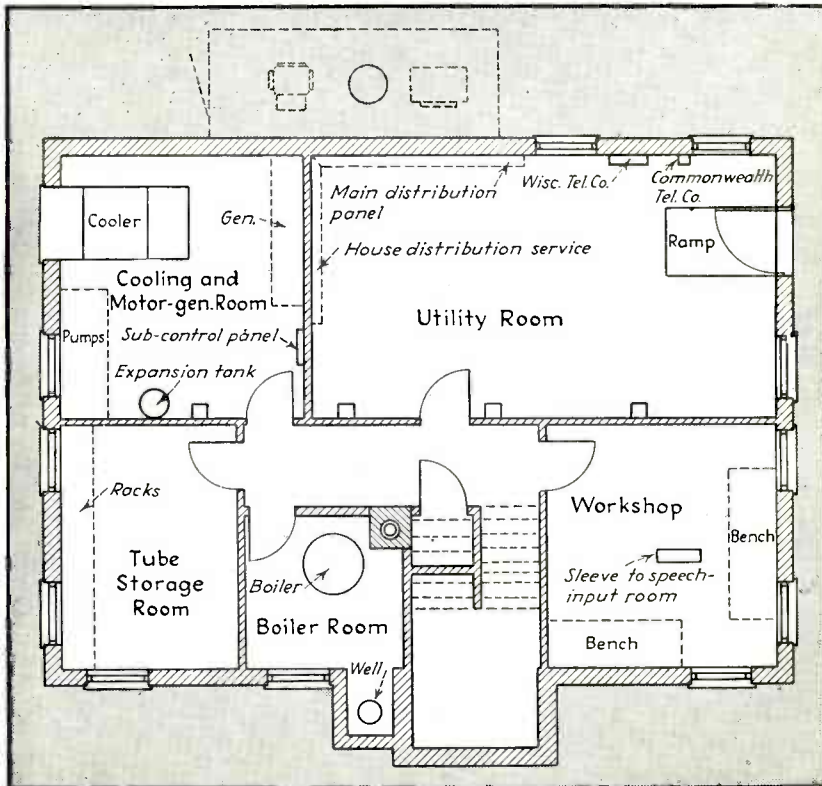 Main distribution
panel
Wisc. Tel. Co.
Commonwealth
Tel. Co.
Cooler
Gen.
House distribution service
Ramp
Cooling and
Motor-gen. Room
Utility Room
Pumps
Sub-control panel
Expansion tank
Racks
Workshop
Bench
Tube
Storage
Room
Boiler
Sleeve to speech-
input room
Boiler Room
Bench
Well